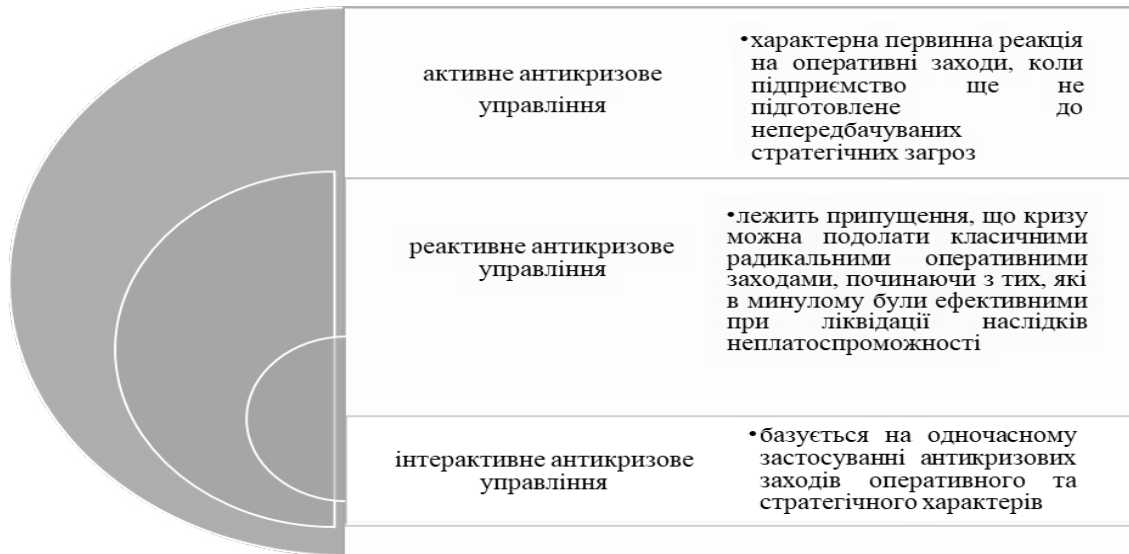 активне антикризове
управління
•характерна первинна реакція
на оперативні заходи, коли
підприємство ще не
підготовлене до
непередбачуваних
стратегічних загроз
реактивне антикризове
управління
•лежить припущення, що кризу
можна подолати класичними
радикальними оперативними
заходами, починаючи з тих, які
в минулому були ефективними
при ліквідації наслідків
неплатоспроможності
інтерактивне антикризове
управління
•базується на одночасному
застосуванні антикризових
заходів оперативного та
стратегічного характерів